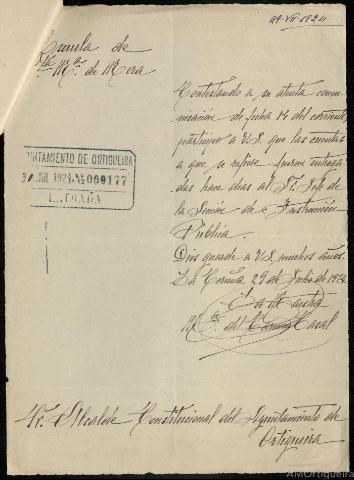 29-VII-1924
Escuela de
Sta. Mª. de Mera
Contestando a su atenta comu-
nicación de fecha 14 del corriente
participo a V.S. que las cuentas
a que se refiere fueron entrega-
das hace dias al Sr. Jefe de
la Sección de Instrucción
Pública.
AYUNTAMIENTO DE ORTIGUEIRA
30 JUL 1924 Nº 000177
ENTRADA
Dios guarde a V.S. muchos años.
La Coruña 29 de Julio de 1924
La Maestra
Mª. del Casal
Sr. Alcalde Constitucional del Ayuntamiento de
Ortigueira
AMOrtigueira